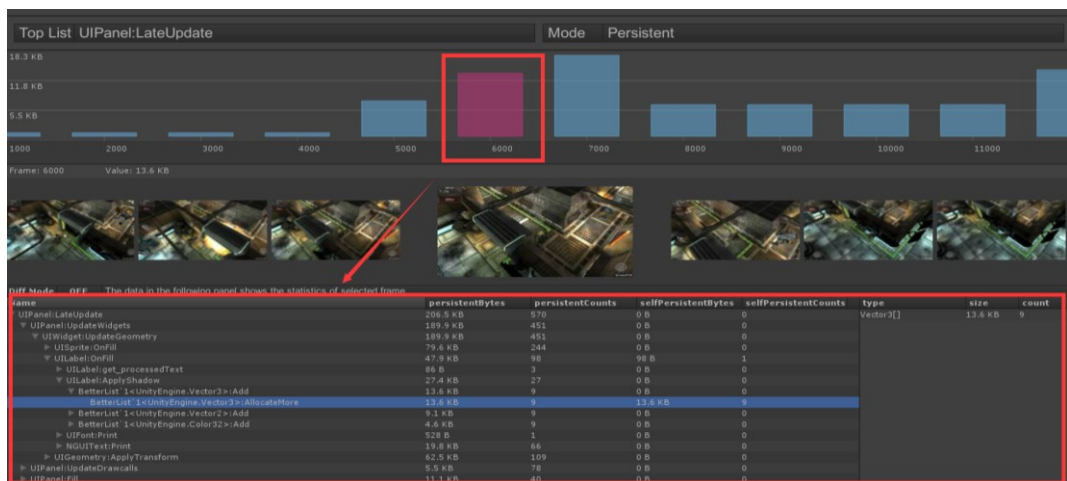 Top List UIPanel:LateUpdate Mode Persistent
18.3 KB
11.8 KB
5.5 KB
1000 2000 3000 4000 5000 6000 7000 8000 9000 10000 11000
Frame: 6000 Value: 13.6 KB
Diff Mode OFF The data in the following panel shows the statistics of selected frame
Name persistentBytes persistentCounts selfPersistentBytes selfPersistentCounts type size count
UIPanel:LateUpdate 206.5 KB 570 0 B 0 Vector3[] 13.6 KB 9
UIPanel:UpdateWidgets 189.9 KB 451 0 B 0
UIWidget:UpdateGeometry 189.9 KB 451 0 B 0
UISprite:OnFill 79.6 KB 244 0 B 0
UILabel:OnFill 47.9 KB 98 98 B 1
UILabel:get_processedText 86 B 3 0 B 0
UILabel:ApplyShadow 27.4 KB 27 0 B 0
BetterList`1<UnityEngine.Vector3>:Add 13.6 KB 9 0 B 0
BetterList`1<UnityEngine.Vector3>:AllocateMore 13.6 KB 9 13.6 KB 9
BetterList`1<UnityEngine.Vector2>:Add 9.1 KB 9 0 B 0
BetterList`1<UnityEngine.Color32>:Add 4.6 KB 9 0 B 0
UIFont:Print 528 B 1 0 B 0
NGUIText:Print 19.8 KB 66 0 B 0
UIGeometry:ApplyTransform 62.5 KB 109 0 B 0
UIPanel:UpdateDrawcalls 5.5 KB 78 0 B 0
UIPanel:Fill 11.1 KB 40 0 B 0